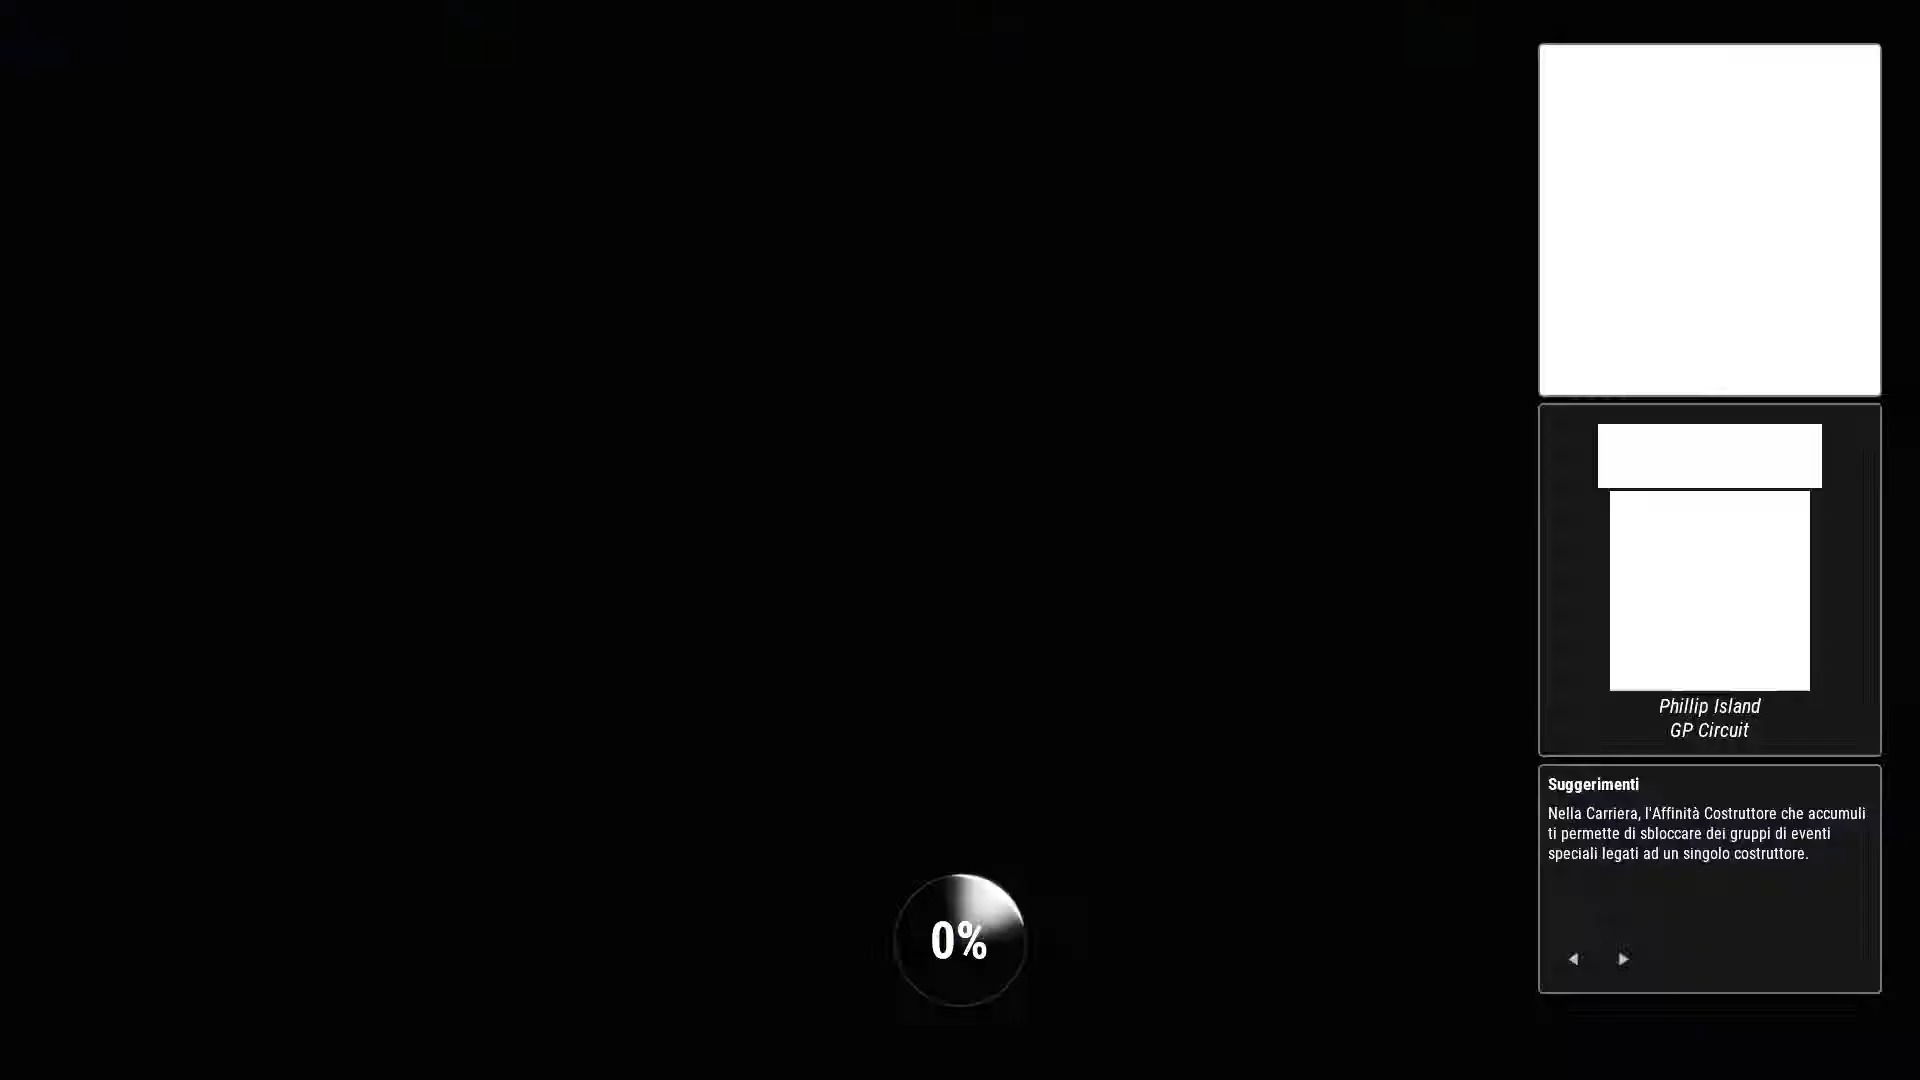 Phillip Island
GP Circuit
Suggerimenti
Nella Carriera, l'Affinità Costruttore che accumuli
ti permette di sbloccare dei gruppi di eventi
speciali legati ad un singolo costruttore.
0%